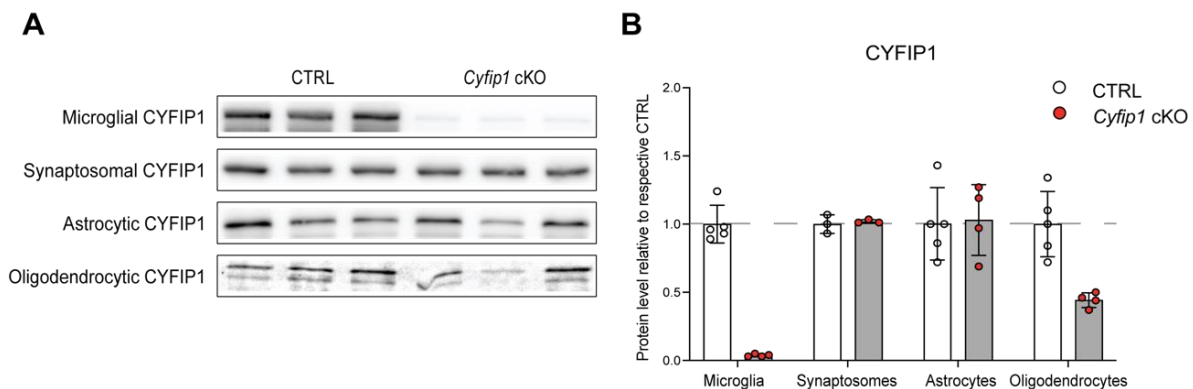 A
CTRL
Cyfip1 cKO
Microglial CYFIP1
Synaptosomal CYFIP1
Astrocytic CYFIP1
Oligodendrocytic CYFIP1
B
CYFIP1
CTRL
Cyfip1 cKO
Protein level relative to respective CTRL
2.0
1.5
1.0
0.5
0.0
Microglia
Synaptosomes
Astrocytes
Oligodendrocytes